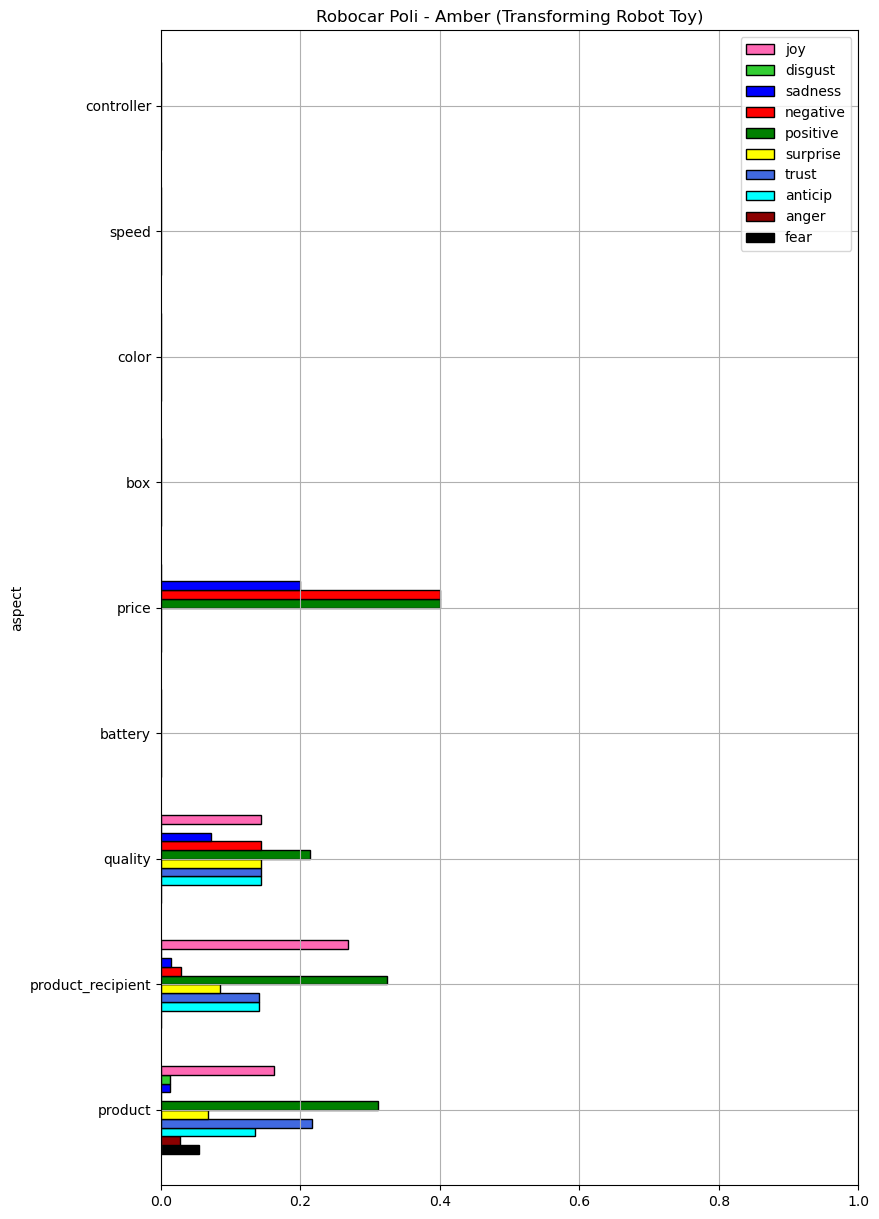 Robocar Poli - Amber (Transforming Robot Toy)
joy
disgust
sadness
negative
positive
surprise
trust
anticip
anger
fear
controller
speed
color
box
price
battery
quality
product_recipient
product
aspect
0.0 0.2 0.4 0.6 0.8 1.0